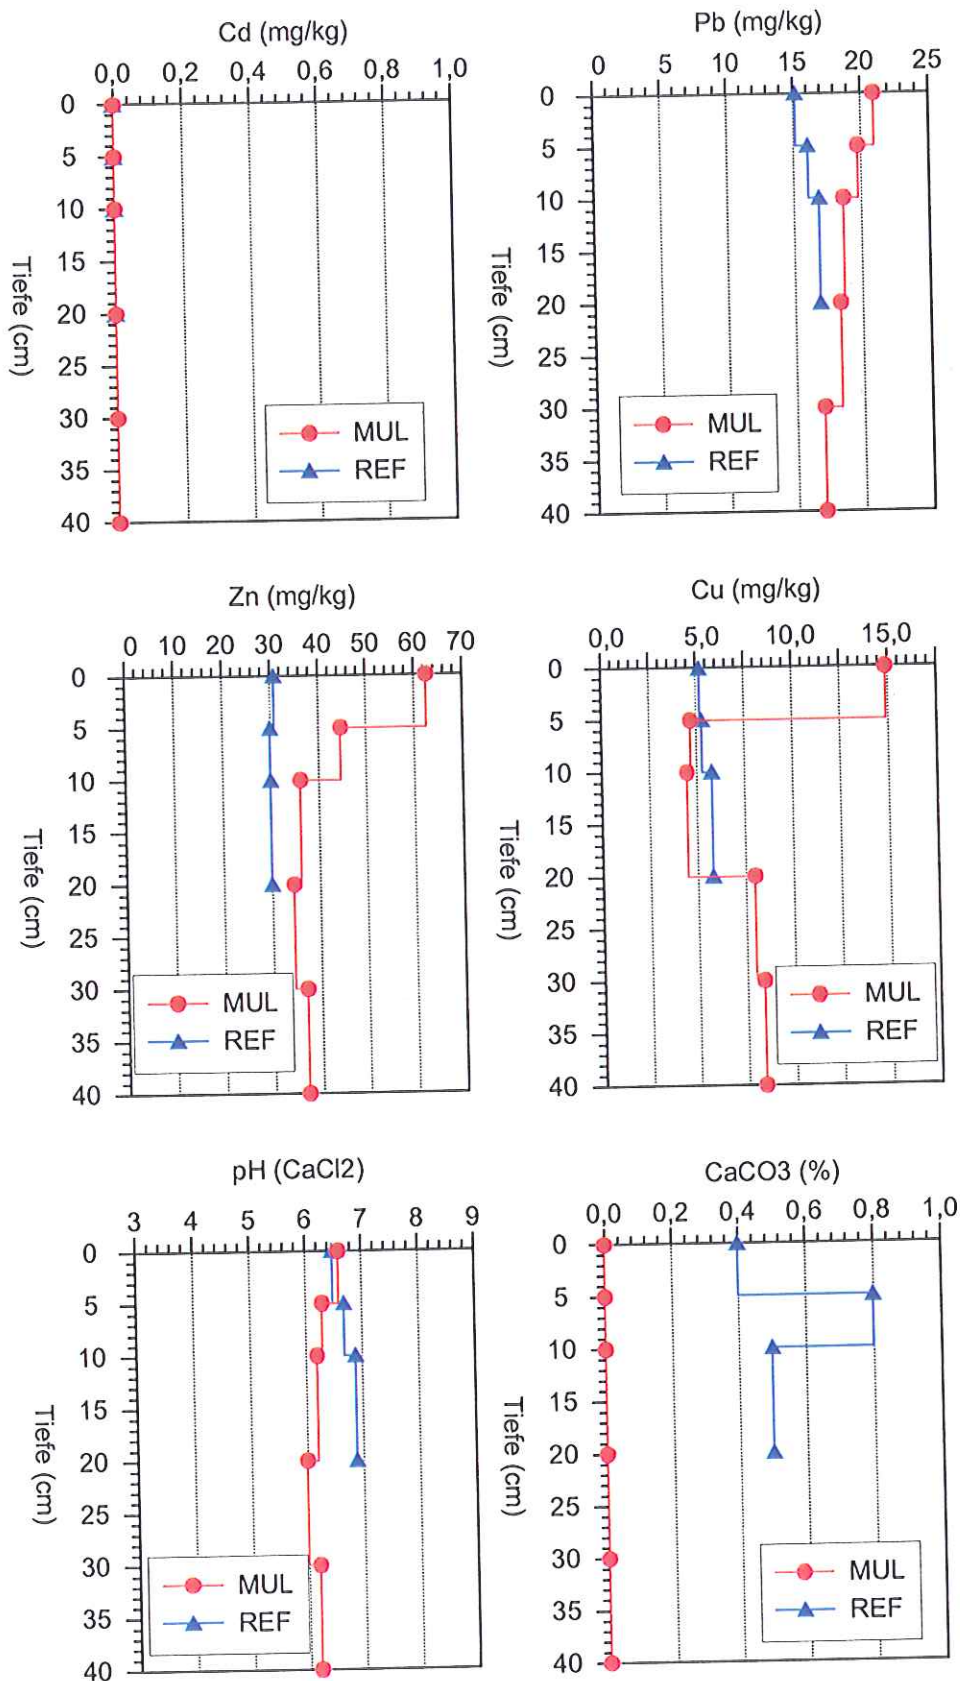 Cd (mg/kg)
0,0 0,2 0,4 0,6 0,8 1,0
0
5
10
15
20
25
30
35
40
Tiefe (cm)
MUL
REF
Pb (mg/kg)
0 5 10 15 20 25
0
5
10
15
20
25
30
35
40
Tiefe (cm)
MUL
REF
Zn (mg/kg)
0 10 20 30 40 50 60 70
0
5
10
15
20
25
30
35
40
Tiefe (cm)
MUL
REF
Cu (mg/kg)
0,0 5,0 10,0 15,0
0
5
10
15
20
25
30
35
40
Tiefe (cm)
MUL
REF
pH (CaCl2)
3 4 5 6 7 8 9
0
5
10
15
20
25
30
35
40
Tiefe (cm)
MUL
REF
CaCO3 (%)
0,0 0,2 0,4 0,6 0,8 1,0
0
5
10
15
20
25
30
35
40
Tiefe (cm)
MUL
REF